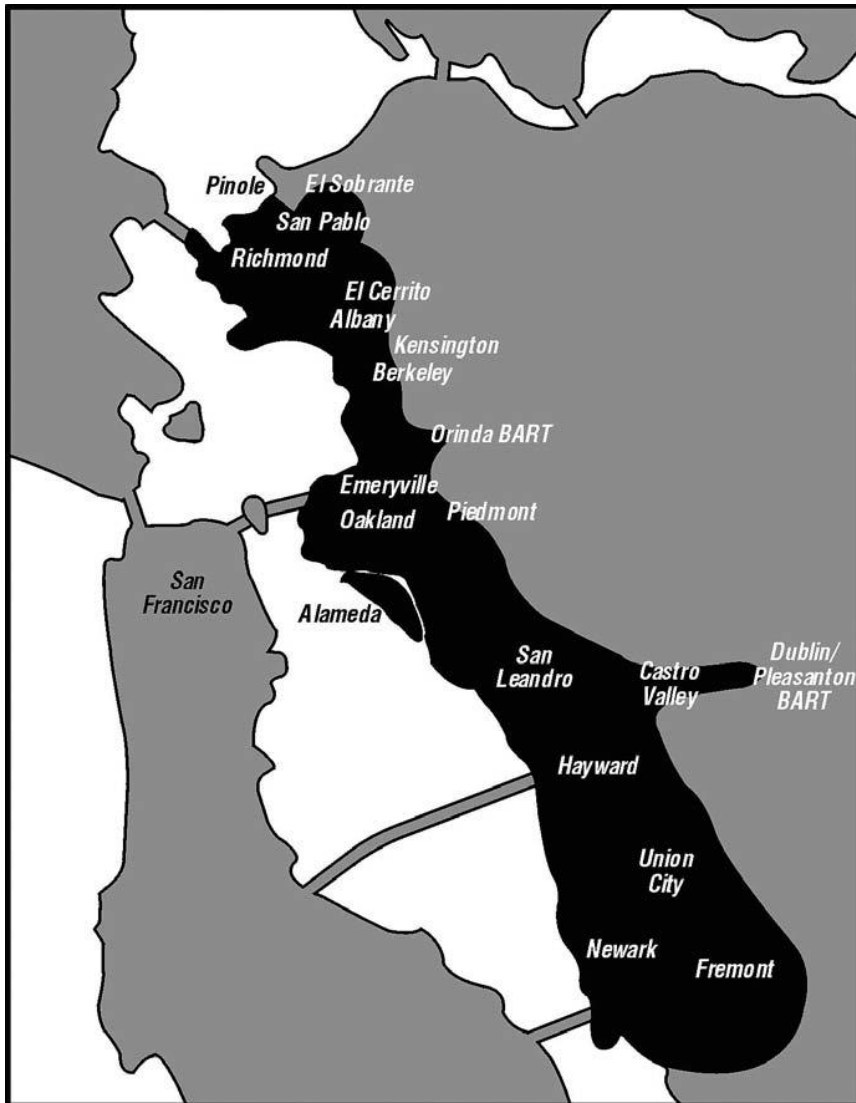 Pinole
El Sobrante
San Pablo
Richmond
El Cerrito
Albany
Kensington
Berkeley
Orinda BART
Emeryville
Oakland
Piedmont
San
Francisco
Alameda
San
Leandro
Castro
Valley
Dublin/
Pleasanton
BART
Hayward
Union
City
Newark
Fremont